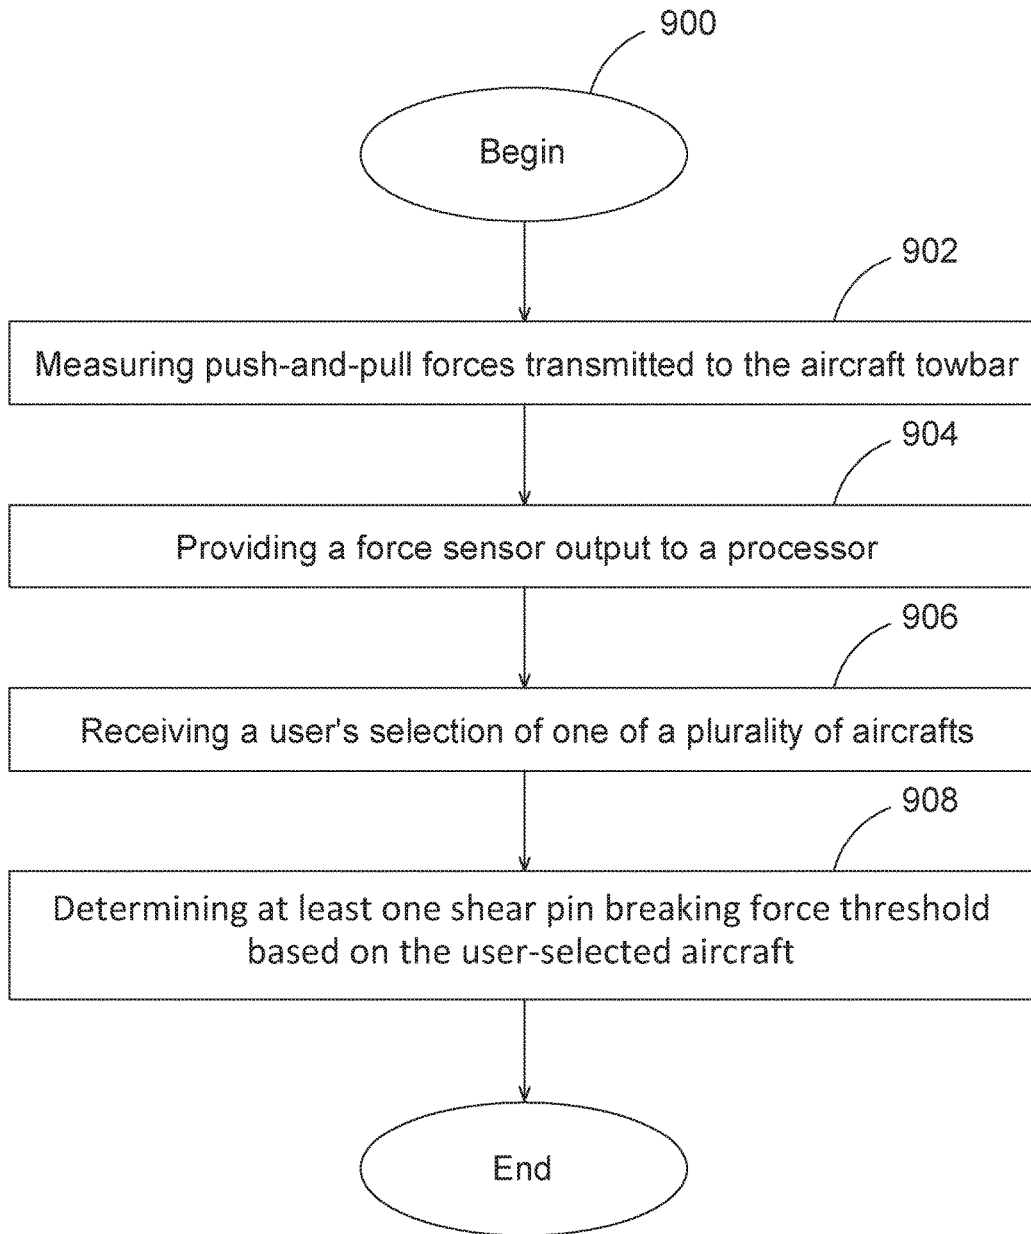 900
Begin
902
Measuring push-and-pull forces transmitted to the aircraft towbar
904
Providing a force sensor output to a processor
906
Receiving a user's selection of one of a plurality of aircrafts
908
Determining at least one shear pin breaking force threshold
based on the user-selected aircraft
End